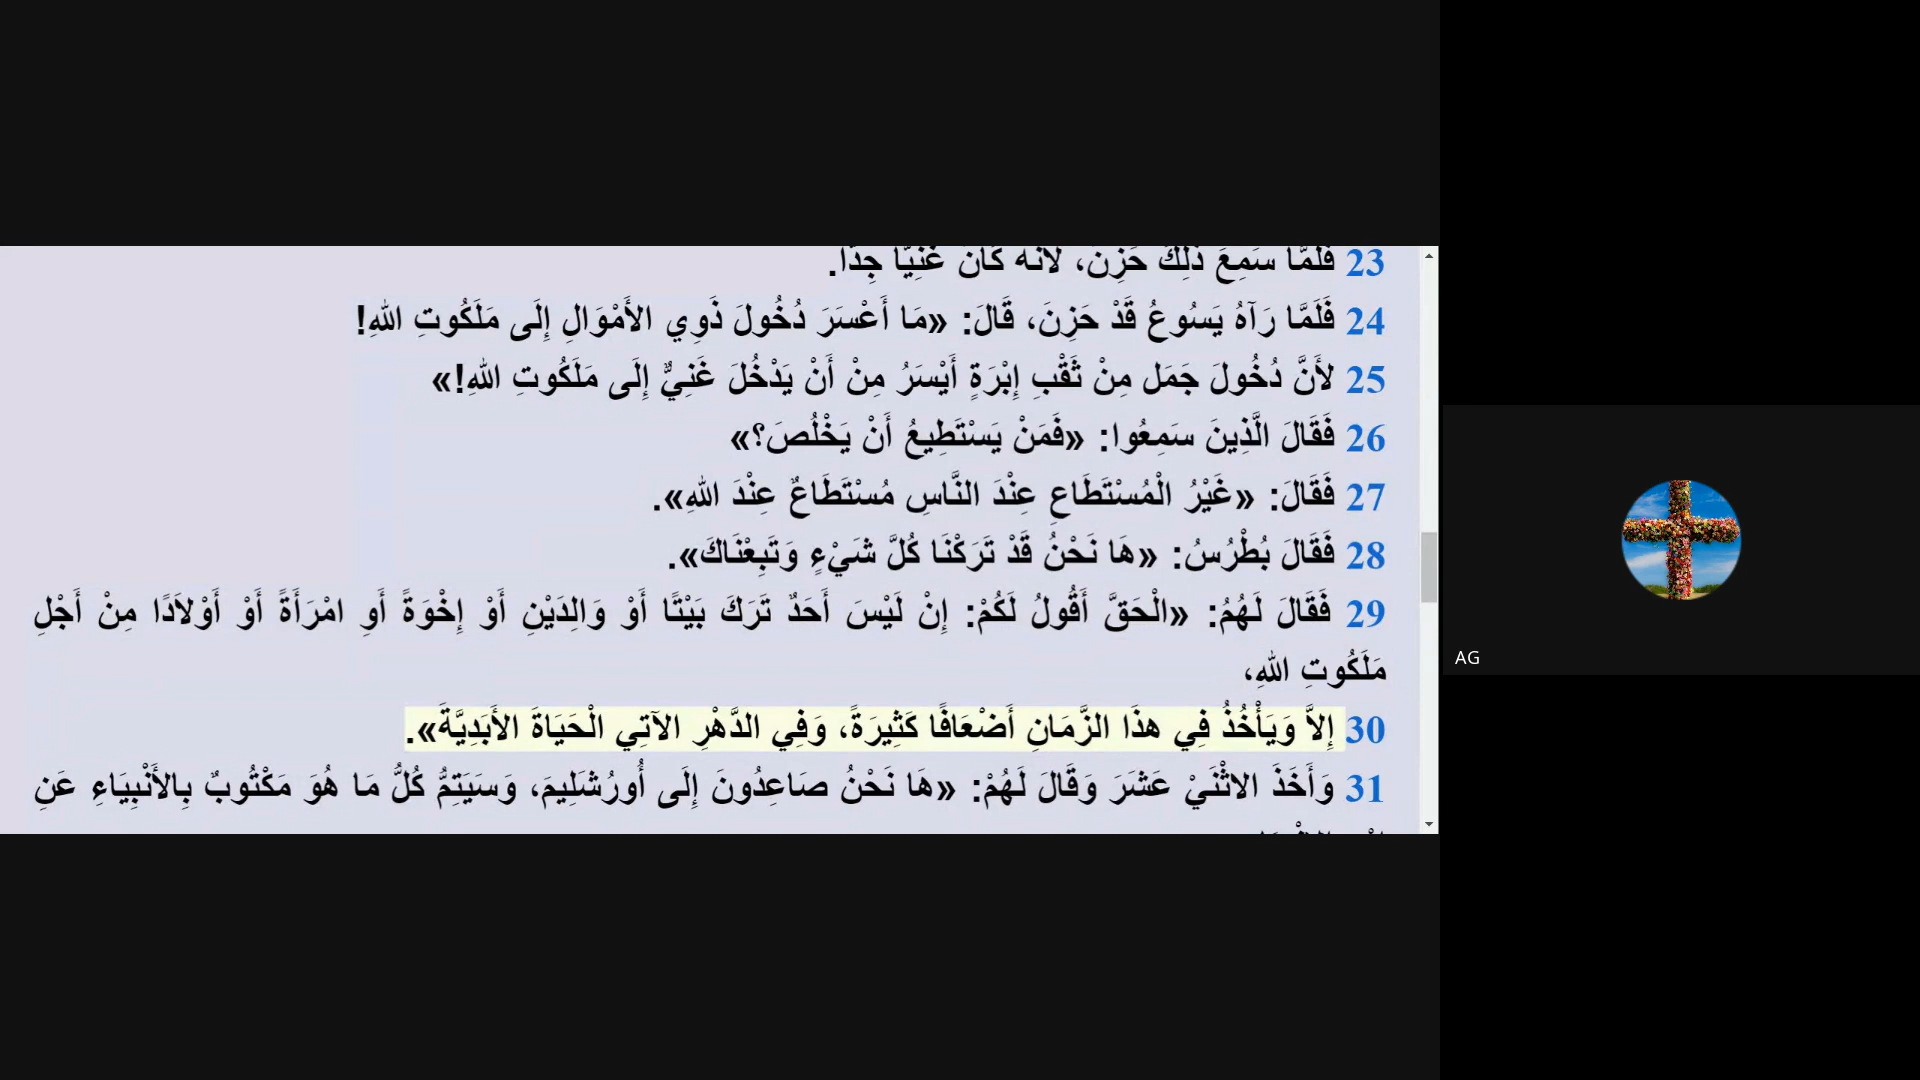 23 فَلَمَّا سَمِعَ ذلِكَ حَزِنَ، لأَنَّهُ كَانَ غَنِيًّا جِدًّا.
24 فَلَمَّا رَآهُ يَسُوعُ قَدْ حَزِنَ، قَالَ: «مَا أَعْسَرَ دُخُولَ ذَوِي الأَمْوَالِ إِلَى مَلَكُوتِ اللهِ!
25 لأَنَّ دُخُولَ جَمَل مِنْ ثَقْبِ إِبْرَةٍ أَيْسَرُ مِنْ أَنْ يَدْخُلَ غَنِيٌّ إِلَى مَلَكُوتِ اللهِ!»
26 فَقَالَ الَّذِينَ سَمِعُوا: «فَمَنْ يَسْتَطِيعُ أَنْ يَخْلُصَ؟»
27 فَقَالَ: «غَيْرُ الْمُسْتَطَاعِ عِنْدَ النَّاسِ مُسْتَطَاعٌ عِنْدَ اللهِ».
28 فَقَالَ بُطْرُسُ: «هَا نَحْنُ قَدْ تَرَكْنَا كُلَّ شَيْءٍ وَتَبِعْنَاكَ».
29 فَقَالَ لَهُمُ: «الْحَقَّ أَقُولُ لَكُمْ: إِنْ لَيْسَ أَحَدٌ تَرَكَ بَيْتًا أَوْ وَالِدَيْنِ أَوْ إِخْوَةً أَوِ امْرَأَةً أَوْ أَوْلاَدًا مِنْ أَجْلِ
مَلَكُوتِ اللهِ،
30 إِلاَّ وَيَأْخُذُ فِي هذَا الزَّمَانِ أَضْعَافًا كَثِيرَةً، وَفِي الدَّهْرِ الآتِي الْحَيَاةَ الأَبَدِيَّةَ».
31 وَأَخَذَ الاثْنَيْ عَشَرَ وَقَالَ لَهُمْ: «هَا نَحْنُ صَاعِدُونَ إِلَى أُورُشَلِيمَ، وَسَيَتِمُّ كُلُّ مَا هُوَ مَكْتُوبٌ بِالأَنْبِيَاءِ عَنِ
AG